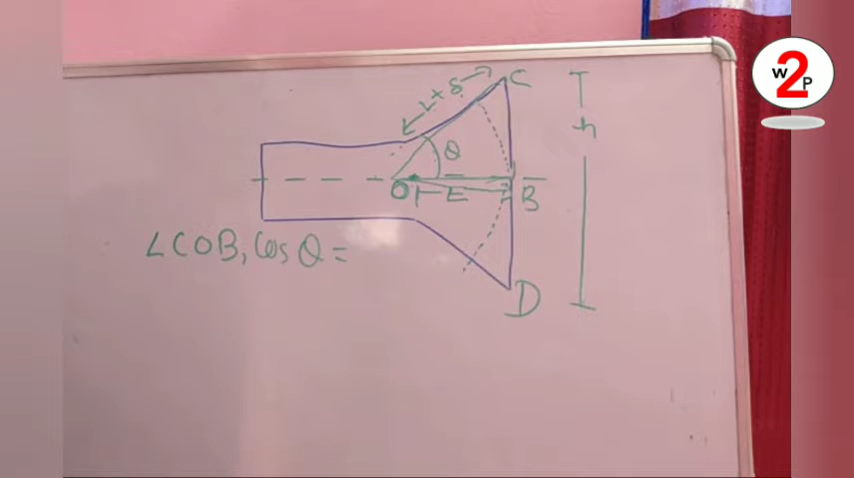 W2P
C
L + δ
h
θ
O
L
B
∠COB, Cos θ =
D